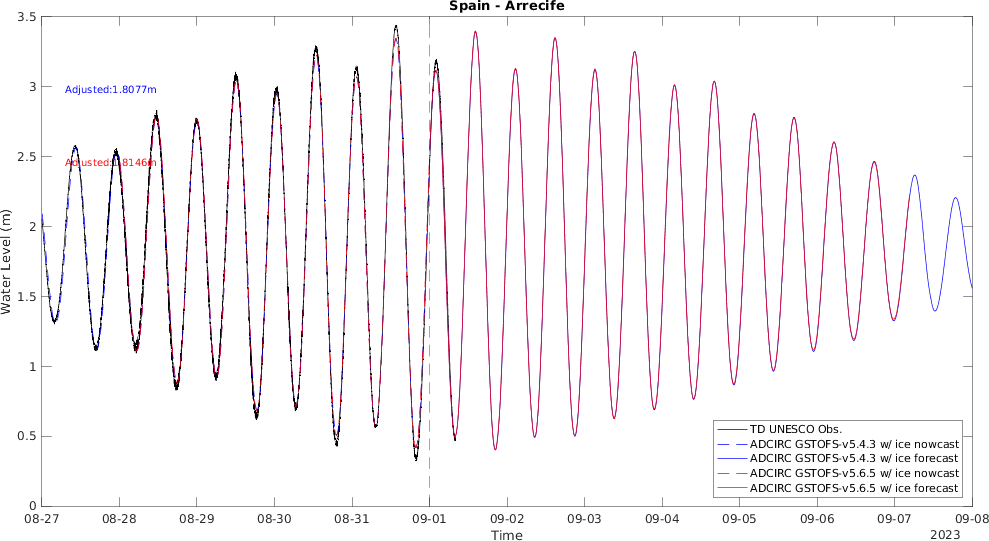 Spain - Arrecife
3.5
3
2.5
2
1.5
1
0.5
0
Water Level (m)
Adjusted:1.8077m
Adjusted:1.8146m
TD UNESCO Obs.
ADCIRC GSTOFS-v5.4.3 w/ ice nowcast
ADCIRC GSTOFS-v5.4.3 w/ ice forecast
ADCIRC GSTOFS-v5.6.5 w/ ice nowcast
ADCIRC GSTOFS-v5.6.5 w/ ice forecast
08-27 08-28 08-29 08-30 08-31 09-01 09-02 09-03 09-04 09-05 09-06 09-07 09-08
Time
2023